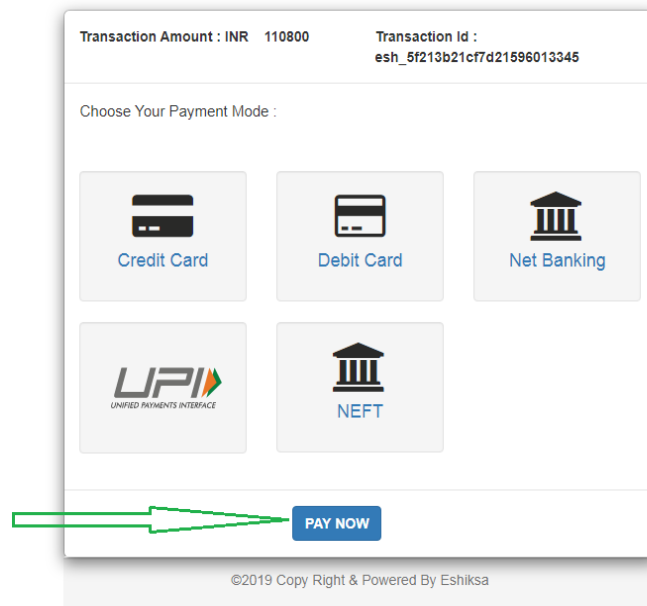 Transaction Amount : INR 110800
Transaction Id :
esh_5f213b21cf7d21596013345
Choose Your Payment Mode :
Credit Card
Debit Card
Net Banking
UPI
UNIFIED PAYMENTS INTERFACE
NEFT
PAY NOW
©2019 Copy Right & Powered By Eshiksa